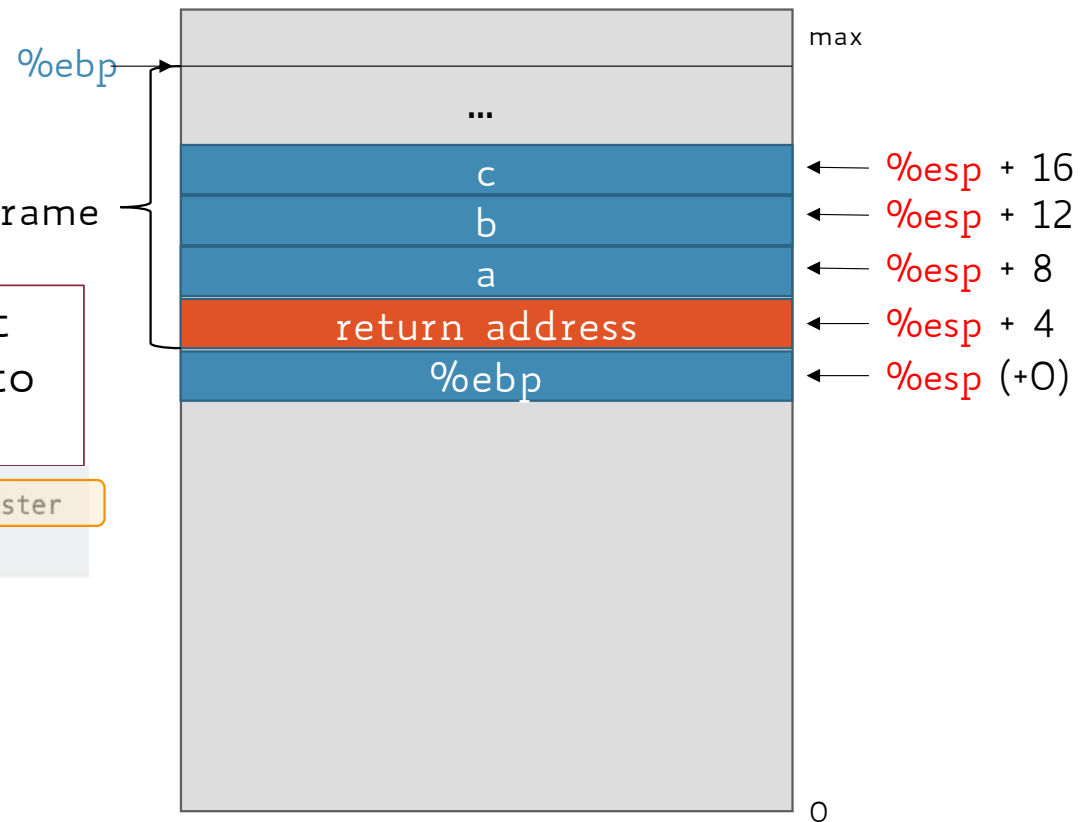 max
%ebp
...
c %esp + 16
rame b %esp + 12
a %esp + 8
return address %esp + 4
to %ebp %esp (+0)
ster
0